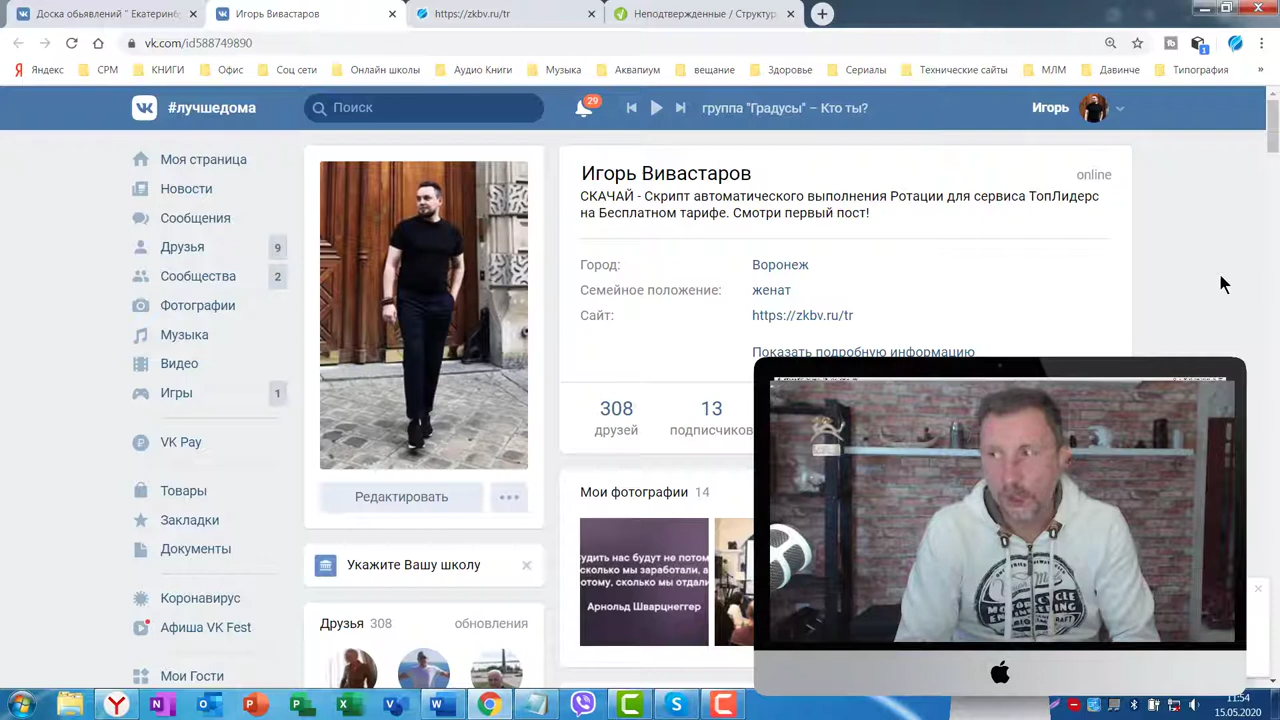 Доска обьявлений " Екатеринб
Игорь Вивастаров
https://zkbv.ru/
Неподтвержденные / Структур
vk.com/id588749890
1
Яндекс
СРМ
КНИГИ
Офис
Соц сети
Онлайн школы
Аудио Книги
Музыка
Аквапиум
вещание
Здоровье
Сериалы
Технические сайты
МЛМ
Давинче
Типография
»
#лучшедома
Поиск
29
группа "Градусы" – Кто ты?
Игорь
Моя страница
Новости
Сообщения
Друзья 9
Сообщества 2
Фотографии
Музыка
Видео
Игры 1
VK Pay
Товары
Закладки
Документы
Коронавирус
Афиша VK Fest
Мои Гости
Редактировать
Укажите Вашу школу
Друзья 308 обновления
Игорь Вивастаров
online
СКАЧАЙ - Скрипт автоматического выполнения Ротации для сервиса ТопЛидерс
на Бесплатном тарифе. Смотри первый пост!
Город: Воронеж
Семейное положение: женат
Сайт: https://zkbv.ru/tr
Показать подробную информацию
308 друзей
13 подписчиков
Мои фотографии 14
удить нас будут не потом
сколько мы заработали, а
отому, сколько мы отдали
Арнольд Шварцнеггер
MOTORCYCLE
11:54
15.05.2020